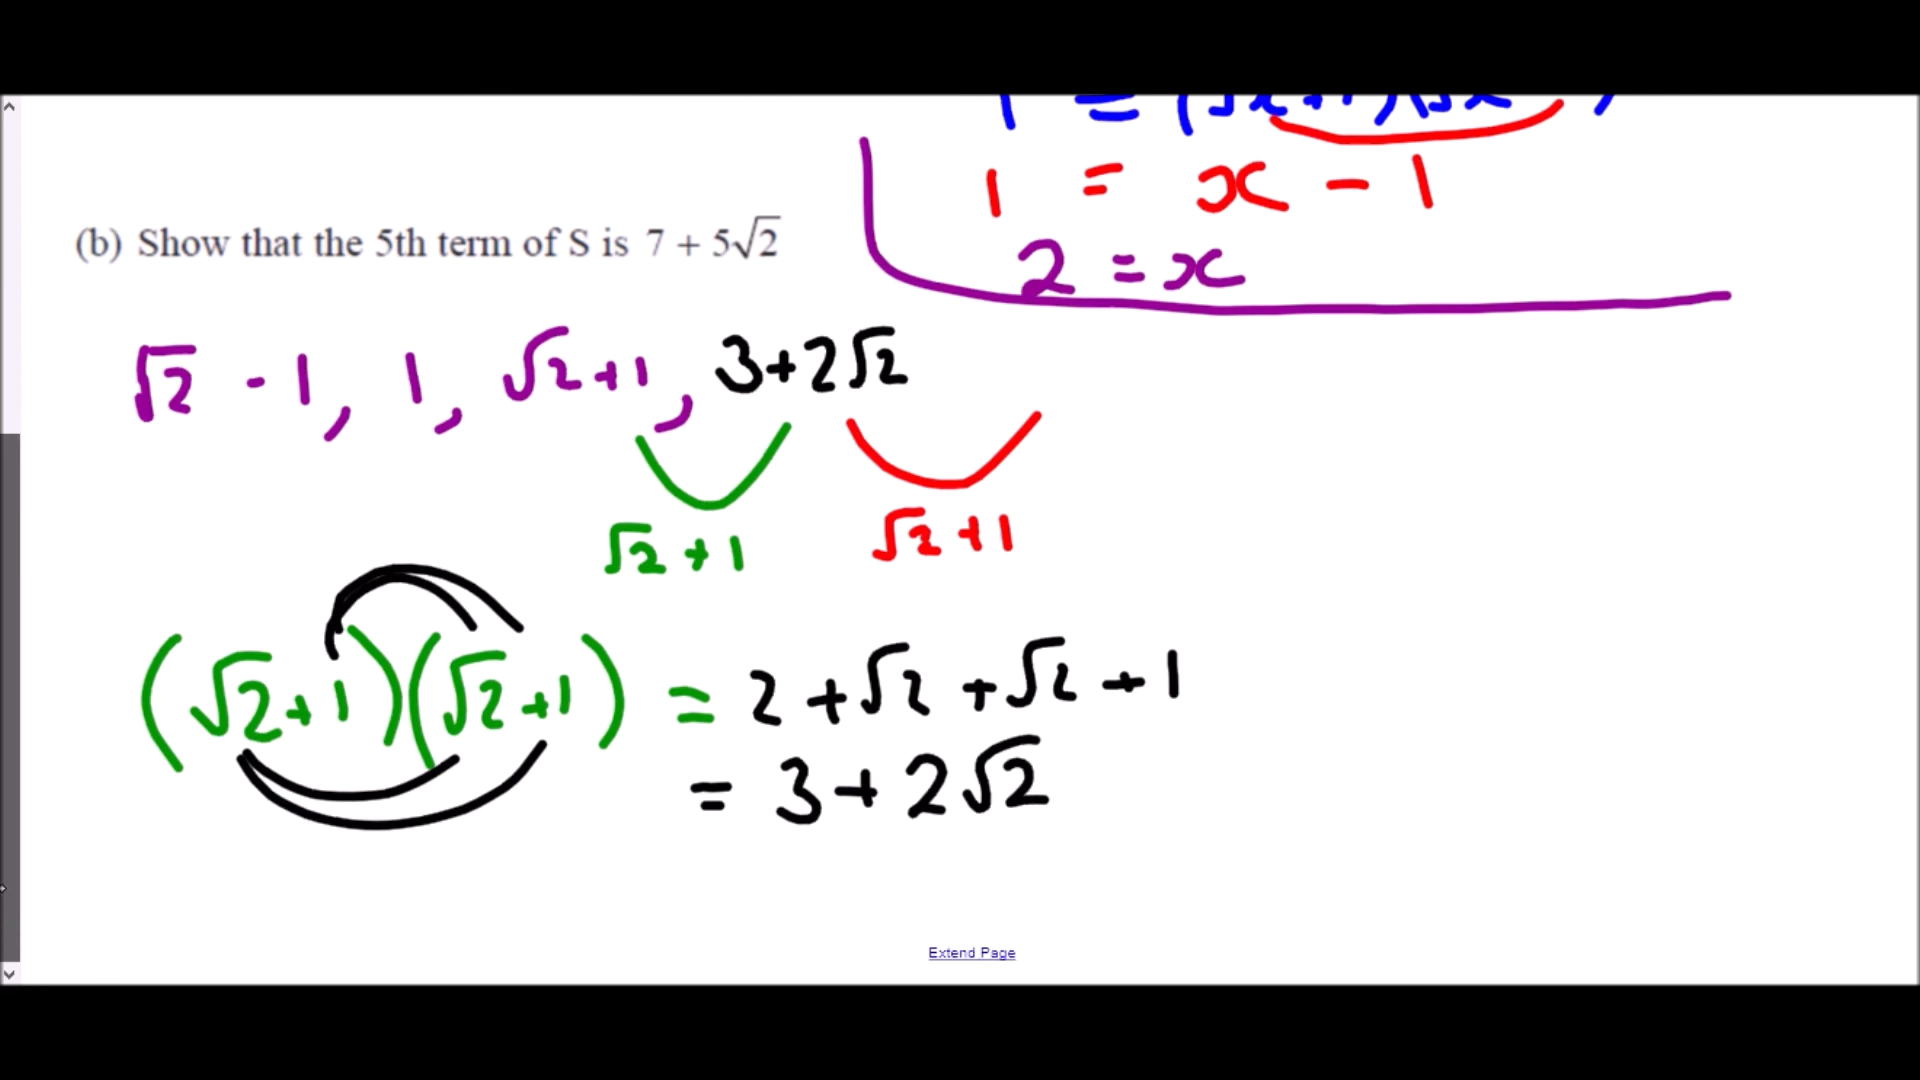 1 = x - 1
(b) Show that the 5th term of S is 7 + 5√2
2 = x
√2 - 1, 1, √2+1, 3+2√2
√2 + 1 √2 + 1
(√2+1)(√2+1) = 2 + √2 + √2 + 1
= 3 + 2√2
Extend Page